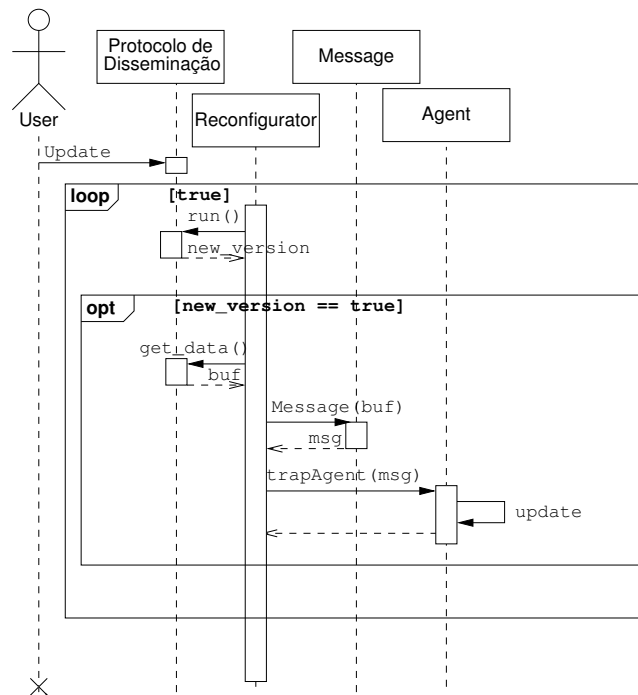 Protocolo de
Disseminação
Message
User
Reconfigurator
Agent
Update
loop
[true]
run()
new_version
opt
[new_version == true]
get_data()
buf
Message(buf)
msg
trapAgent(msg)
update